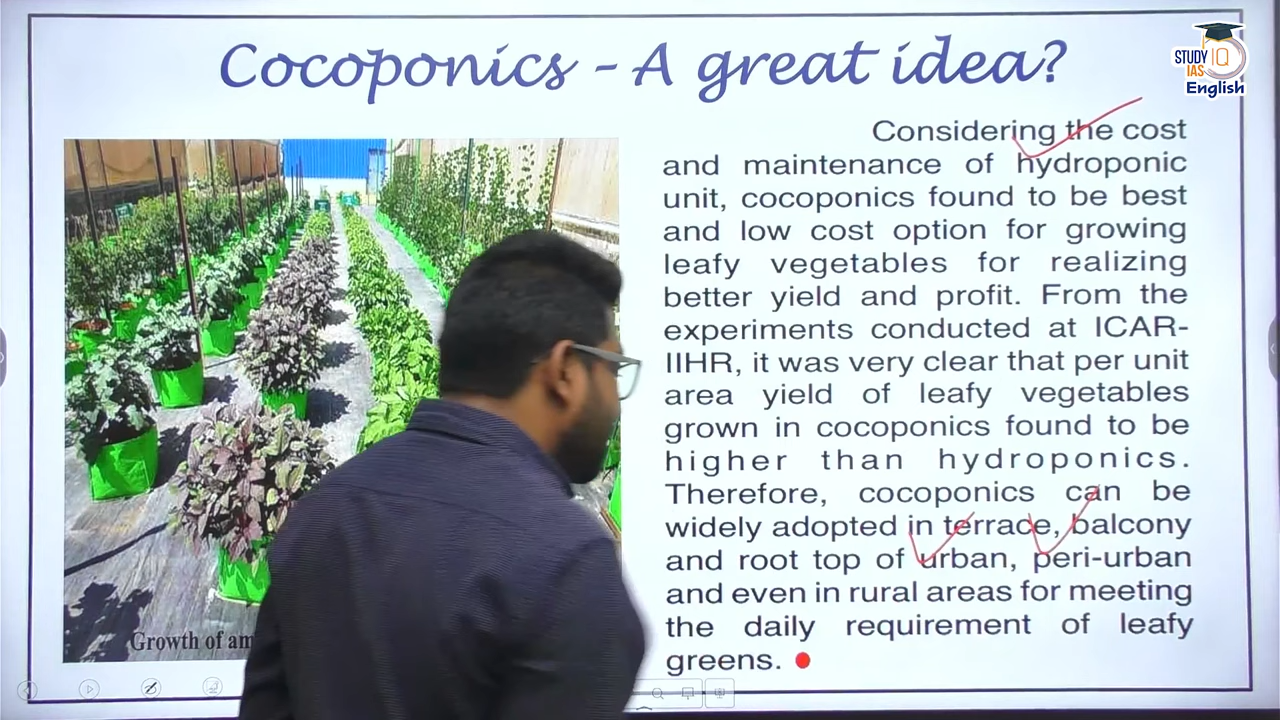 Cocoponics - A great idea?
STUDY IQ
IAS
English
Considering the cost
and maintenance of hydroponic
unit, cocoponics found to be best
and low cost option for growing
leafy vegetables for realizing
better yield and profit. From the
experiments conducted at ICAR-
IIHR, it was very clear that per unit
area yield of leafy vegetables
grown in cocoponics found to be
higher than hydroponics.
Therefore, cocoponics can be
widely adopted in terrace, balcony
and root top of urban, peri-urban
and even in rural areas for meeting
the daily requirement of leafy
greens.
Growth of am